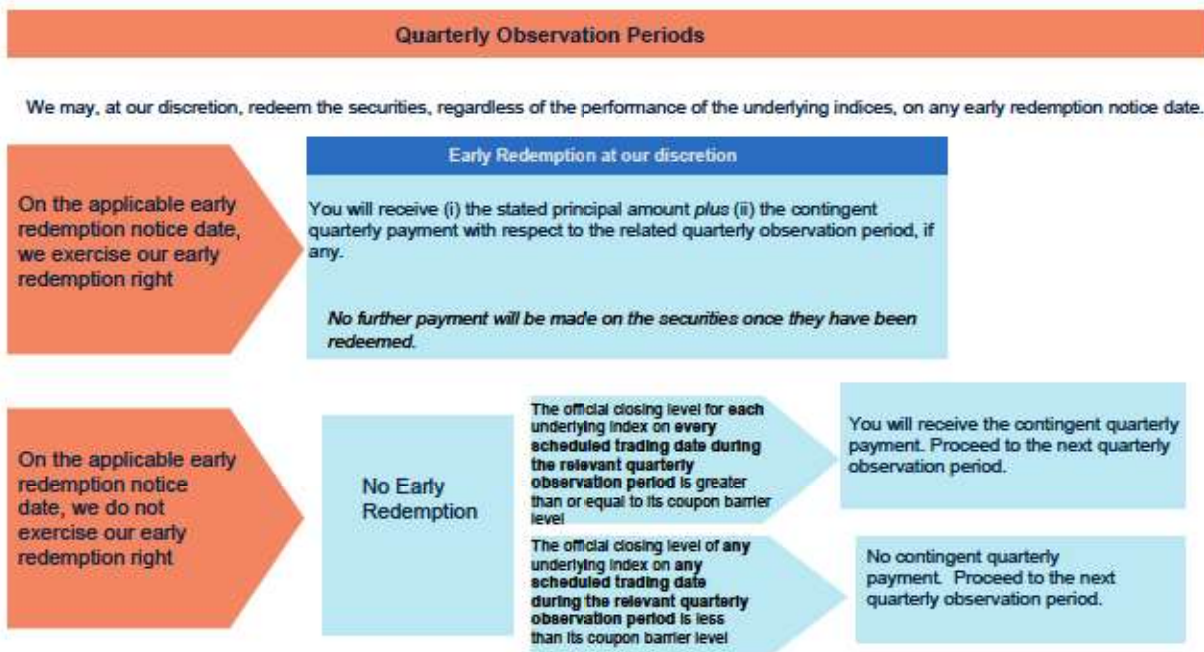 Quarterly Observation Periods
We may, at our discretion, redeem the securities, regardless of the performance of the underlying indices, on any early redemption notice date.
On the applicable early
redemption notice date,
we exercise our early
redemption right
Early Redemption at our discretion
You will receive (i) the stated principal amount plus (ii) the contingent
quarterly payment with respect to the related quarterly observation period, if
any.
No further payment will be made on the securities once they have been
redeemed.
On the applicable early
redemption notice
date, we do not
exercise our early
redemption right
No Early
Redemption
The official closing level for each
underlying index on every
scheduled trading date during
the relevant quarterly
observation period is greater
than or equal to its coupon barrier
level
You will receive the contingent quarterly
payment. Proceed to the next quarterly
observation period.
The official closing level of any
underlying index on any
scheduled trading date
during the relevant quarterly
observation period is less
than its coupon barrier level
No contingent quarterly
payment. Proceed to the next
quarterly observation period.